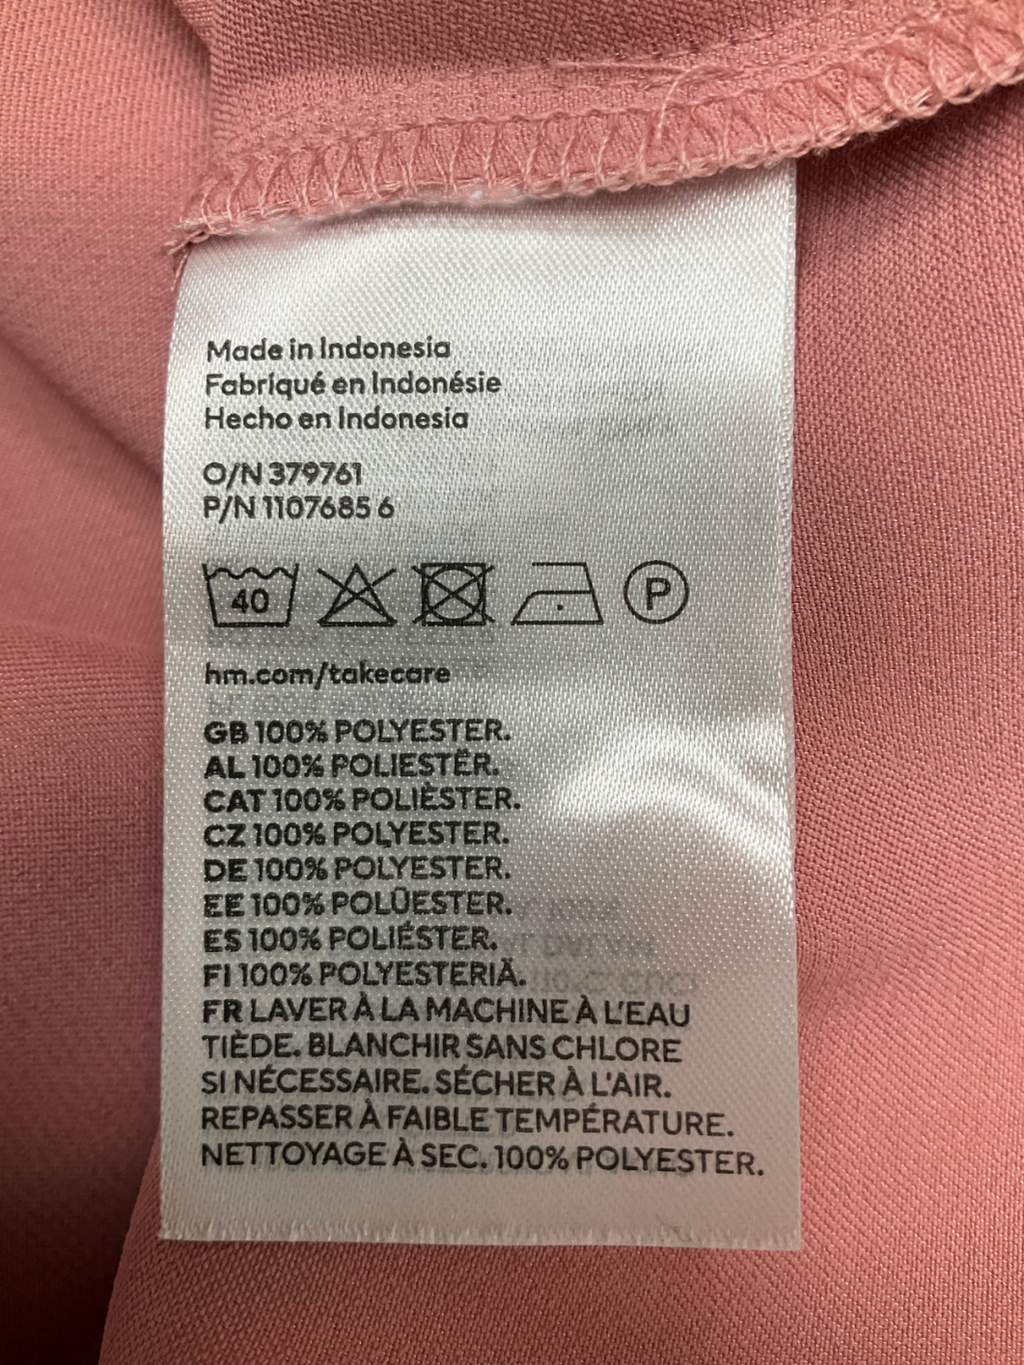 Made in Indonesia
Fabriqué en Indonésie
Hecho en Indonesia
O/N 379761
P/N 1107685 6
40 P
hm.com/takecare
GB 100% POLYESTER.
AL 100% POLIESTËR.
CAT 100% POLIÈSTER.
CZ 100% POLYESTER.
DE 100% POLYESTER.
EE 100% POLÜESTER.
ES 100% POLIÉSTER.
FI 100% POLYESTERIÄ.
FR LAVER À LA MACHINE À L'EAU
TIÈDE. BLANCHIR SANS CHLORE
SI NÉCESSAIRE. SÉCHER À L'AIR.
REPASSER À FAIBLE TEMPÉRATURE.
NETTOYAGE À SEC. 100% POLYESTER.